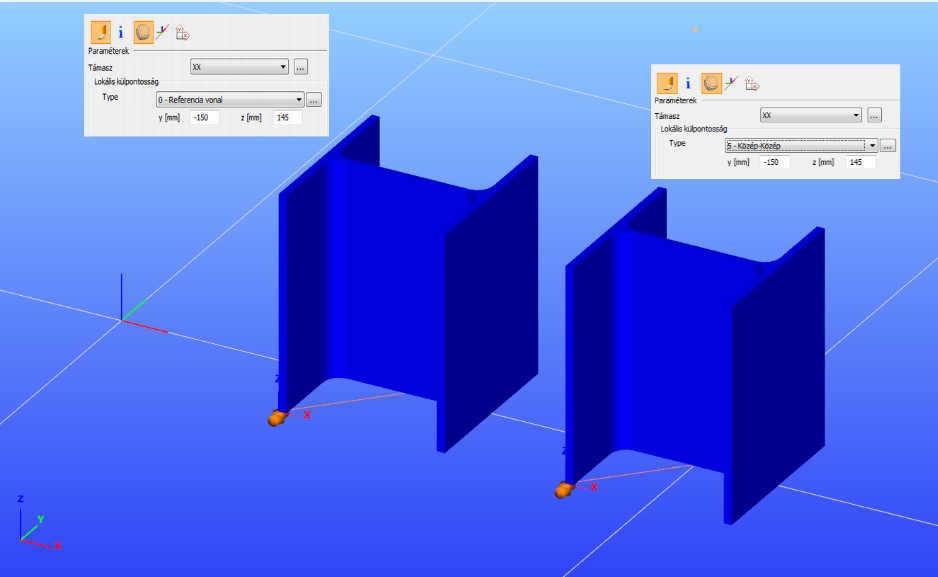 Paraméterek
Támasz XX ...
Lokális külpontosság
Type 0 - Referencia vonal ...
y [mm] -150 z [mm] 145
Paraméterek
Támasz XX ...
Lokális külpontosság
Type 5 - Közép-Közép ...
y [mm] -150 z [mm] 145
Z
X
Z
X
Z
Y
X